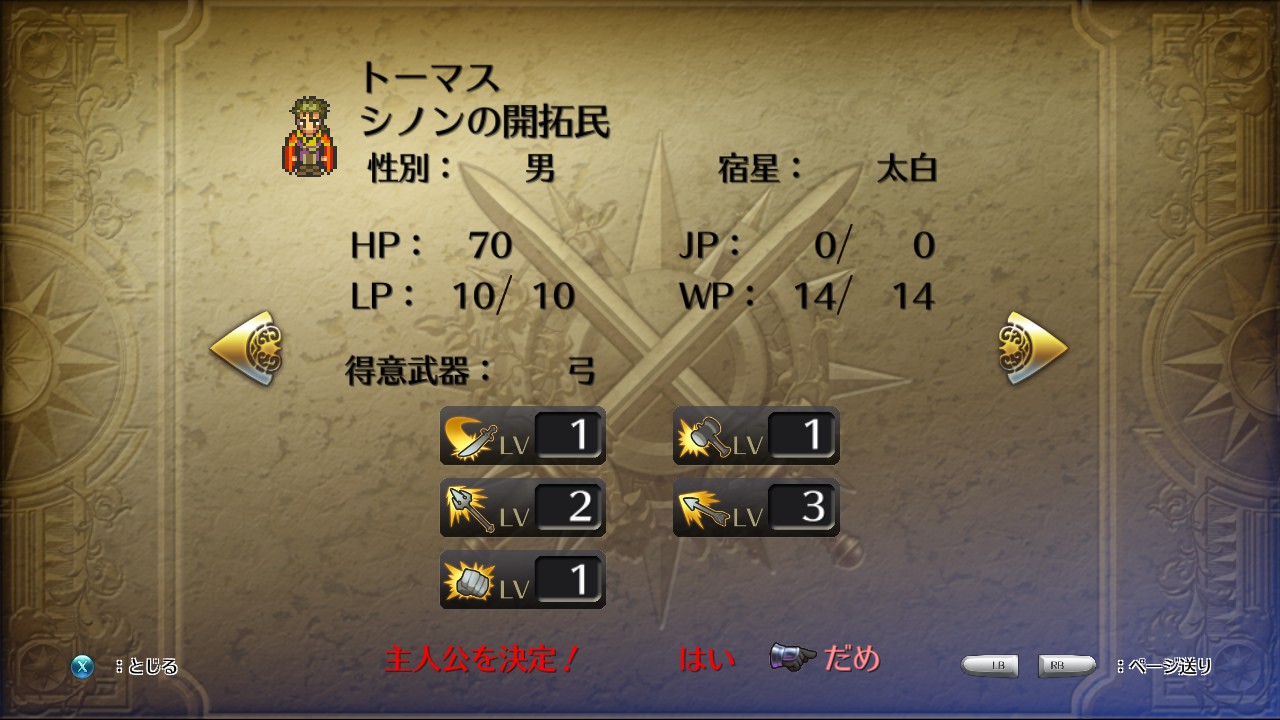 トーマス
シノンの開拓民
性別： 男 宿星： 太白
HP： 70 JP： 0/ 0
LP： 10/ 10 WP： 14/ 14
得意武器： 弓
LV 1 LV 1
LV 2 LV 3
LV 1
主人公を決定！ はい だめ
X ：とじる LB RB ：ページ送り